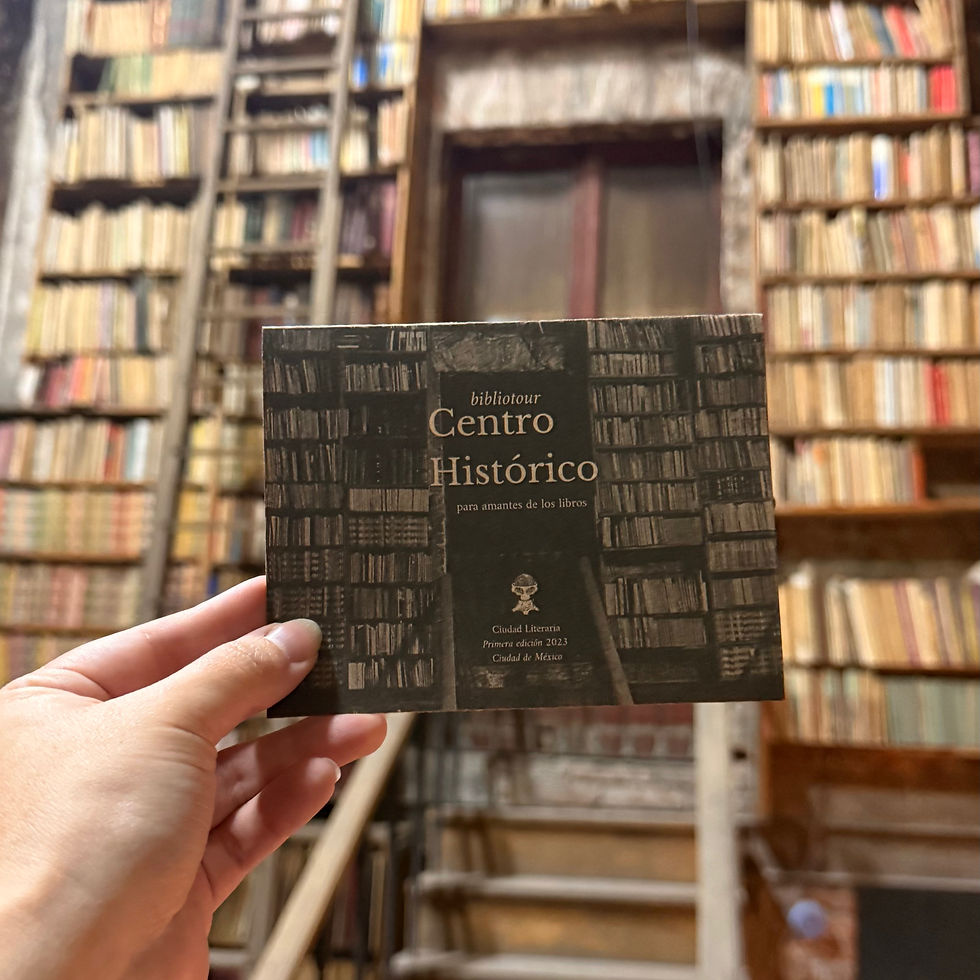 bibliotour
Centro
Histórico
para amantes de los libros
Ciudad Literaria
Primera edición 2023
Ciudad de México